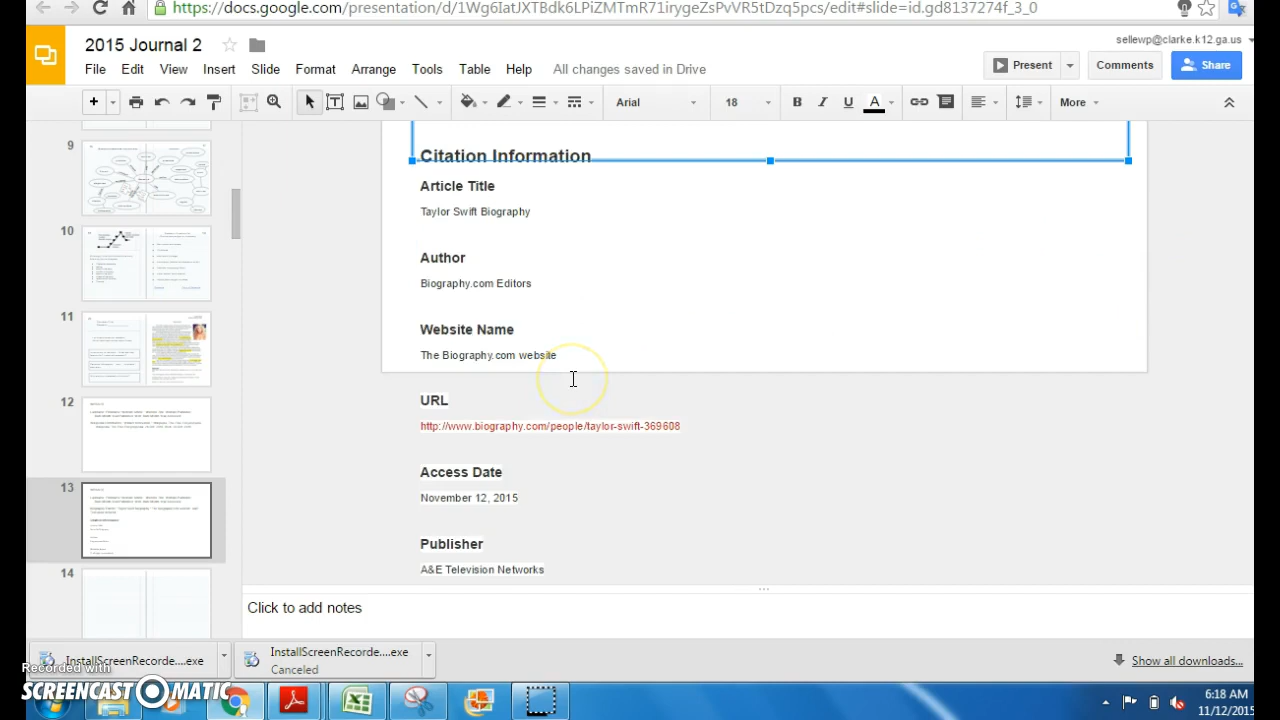 https://docs.google.com/presentation/d/1Wg6IatJXTBdk6LPiZMTmR71irygeZsPvVR5tDzq5pcs/edit#slide=id.gd8137274f_3_0
2015 Journal 2
sellewp@clarke.k12.ga.us
File Edit View Insert Slide Format Arrange Tools Table Help All changes saved in Drive
Present Comments Share
Arial 18 B I U A More
9
10
11
12
13
14
Citation Information
Article Title
Taylor Swift Biography
Author
Biography.com Editors
Website Name
The Biography.com website
URL
http://www.biography.com/people/taylor-swift-369608
Access Date
November 12, 2015
Publisher
A&E Television Networks
Click to add notes
InstallScreenRecorde....exe
InstallScreenRecorde....exe
Canceled
Show all downloads...
Recorded with
SCREENCAST MATIC
6:18 AM
11/12/2015